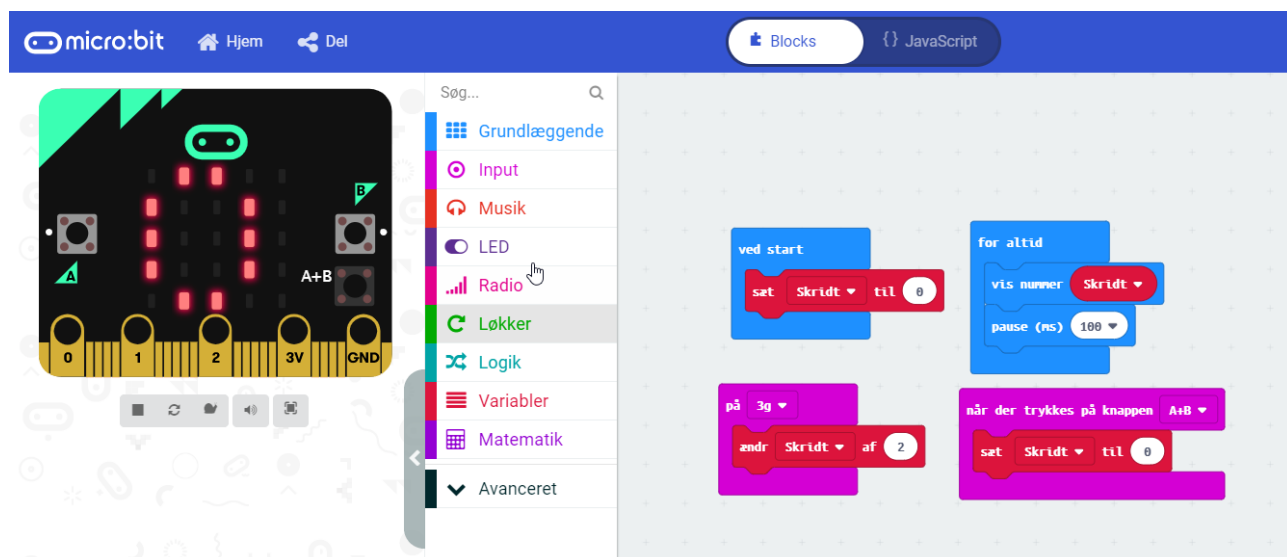 micro:bit Hjem Del Blocks {} JavaScript
B
A
A+B
0 1 2 3V GND
Søg...
Grundlæggende
Input
Musik
LED
Radio
Løkker
Logik
Variabler
Matematik
Avanceret
ved start
sæt Skridt til 0
for altid
vis nummer Skridt
pause (ms) 100
på 3g
ændr Skridt af 2
når der trykkes på knappen A+B
sæt Skridt til 0